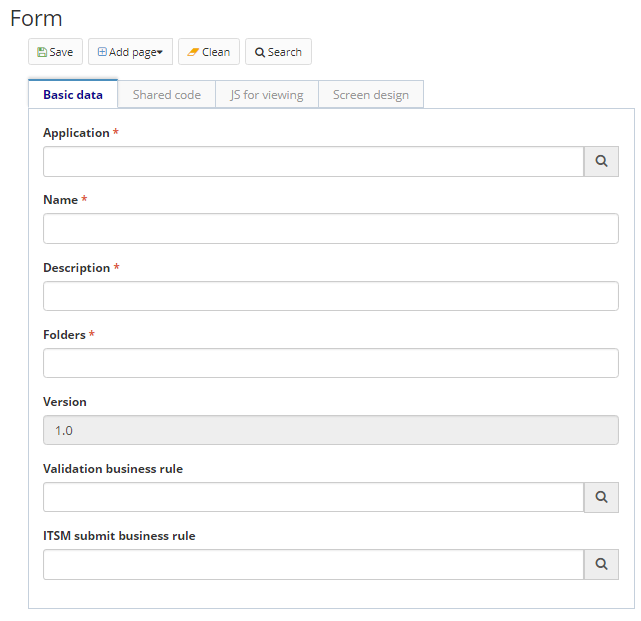 Form
Save Add page Clean Search
Basic data Shared code JS for viewing Screen design
Application *
Name *
Description *
Folders *
Version
1.0
Validation business rule
ITSM submit business rule